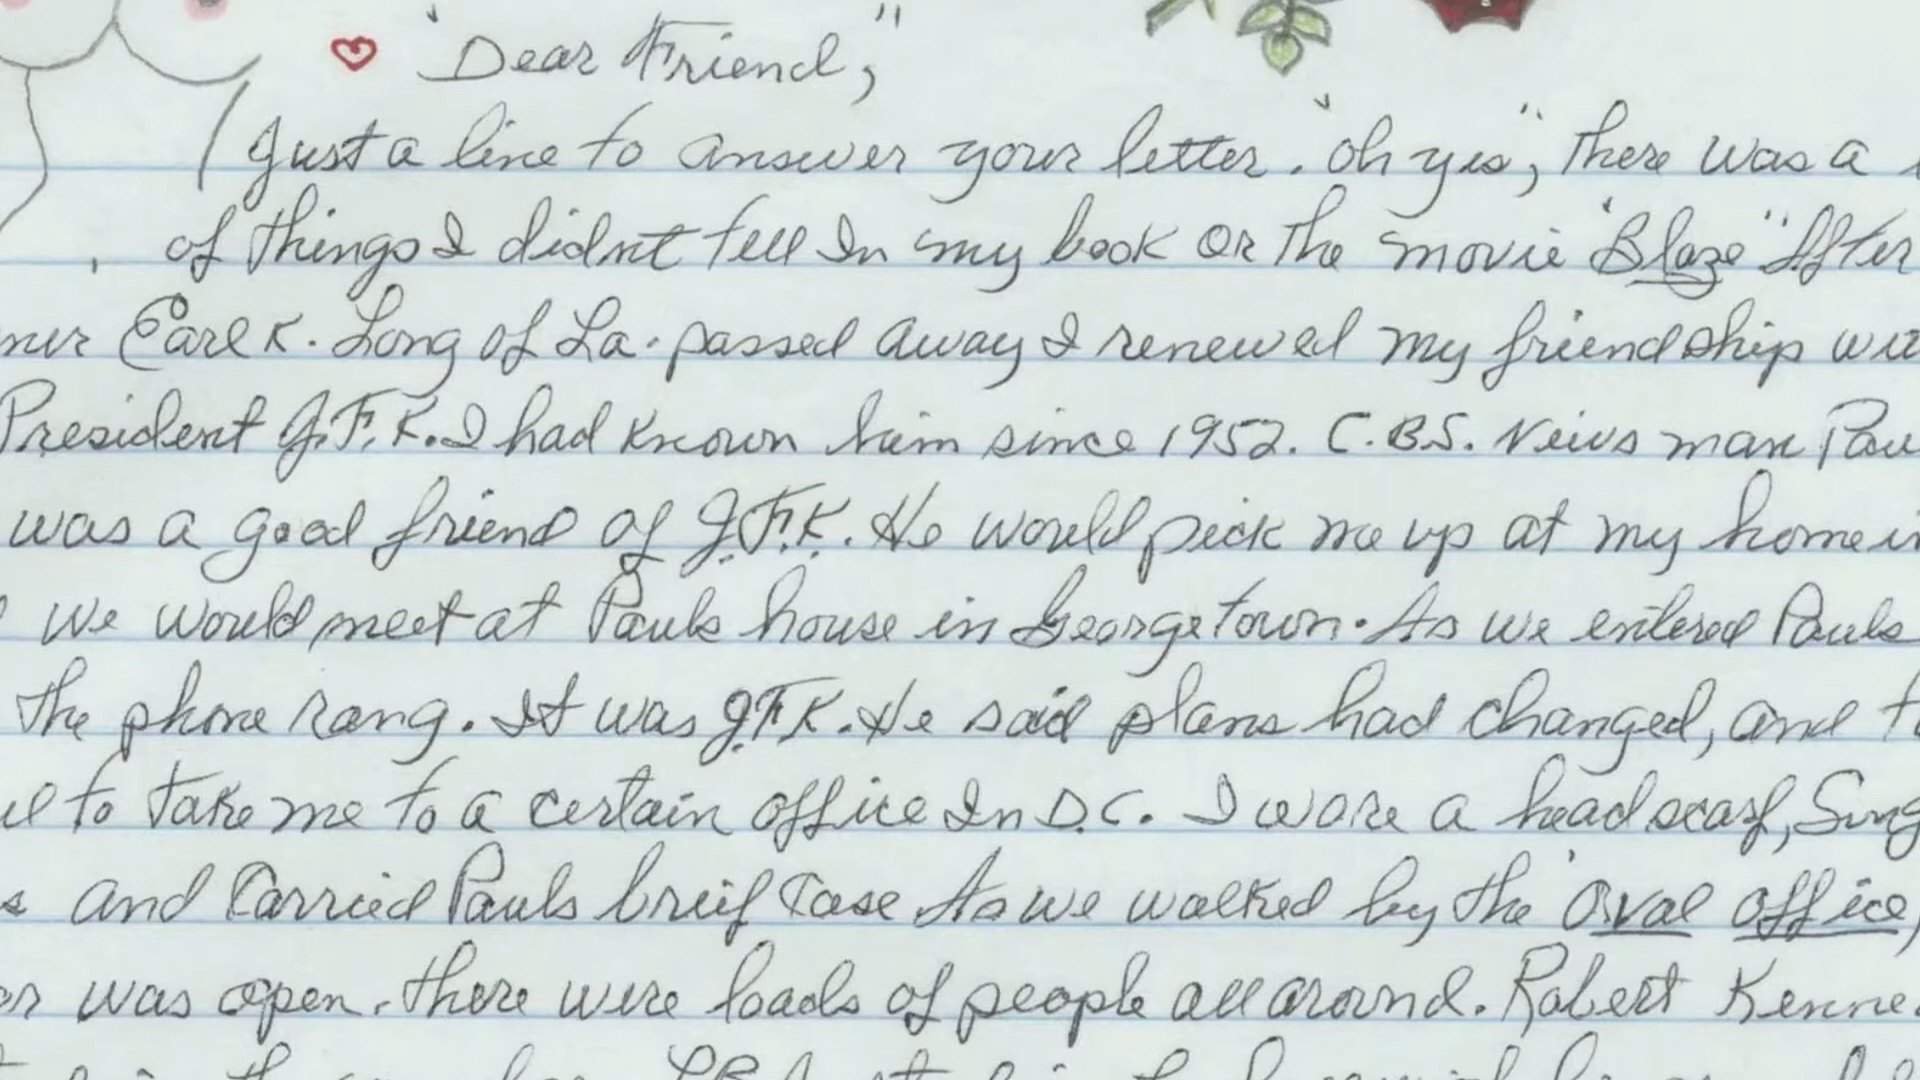 "Dear Friend,"
Just a line to answer your letter. "Oh yes", there was a
of things I didnt tell In my book or the movie "Blaze" After
Earl K. Long of La. passed away I renewed my friendship
President J.F.K. I had known him since 1952. C.B.S. News man
was a good friend of J.F.K. He would pick me up at my home in
we would meet at Pauls house in Georgetown. As we entered Pauls
the phone rang. It was J.F.K. He said plans had changed, and
to take me to a certain office In D.C. I wore a head scarf,
and Carried Pauls brief Case As we walked by the "Oval office,
was open. there were loads of people all around. Robert